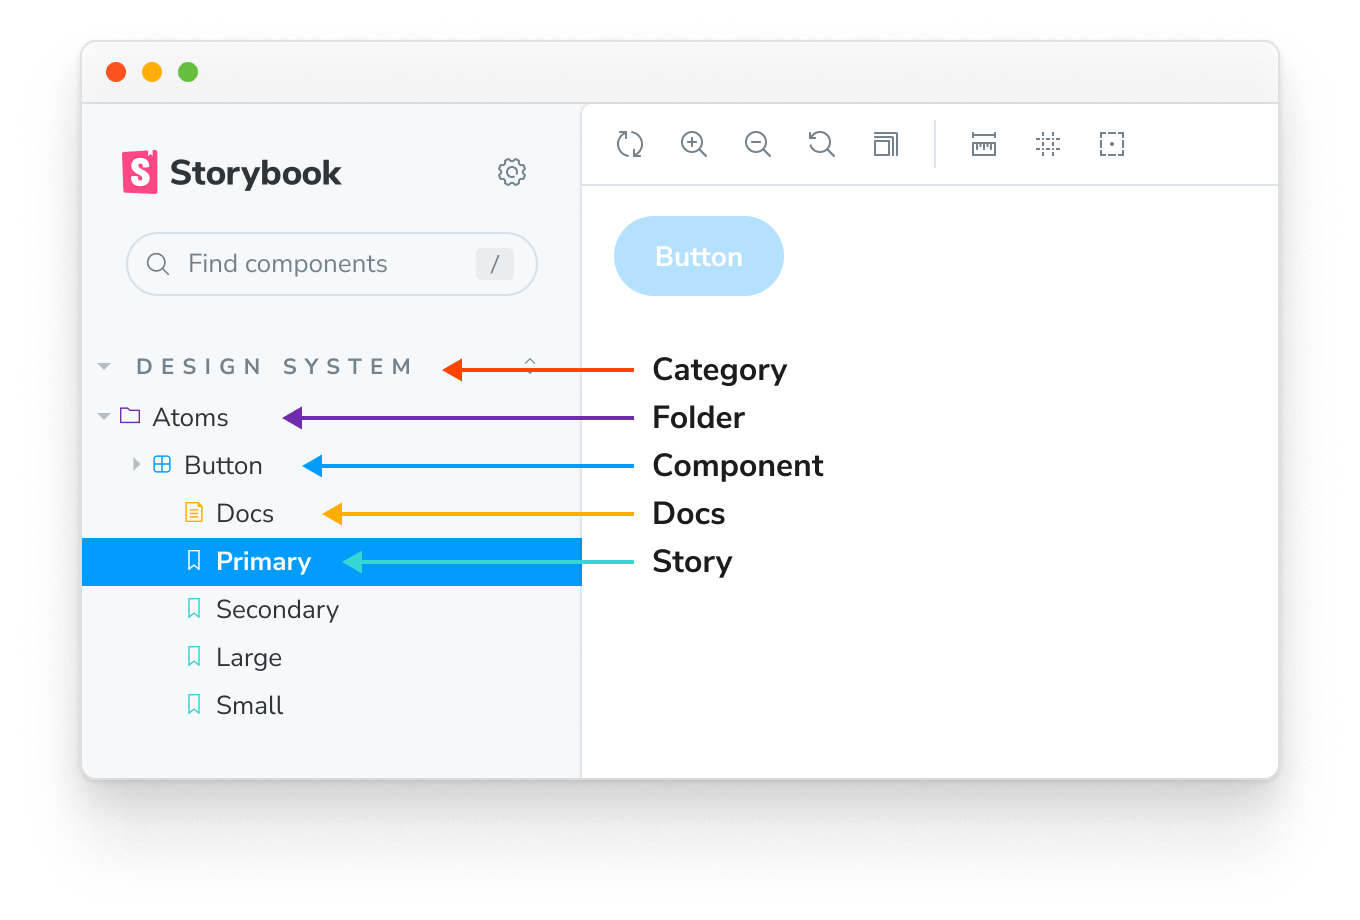 Storybook
Find components /
DESIGN SYSTEM
Atoms
Button
Docs
Primary
Secondary
Large
Small
Button
Category
Folder
Component
Docs
Story